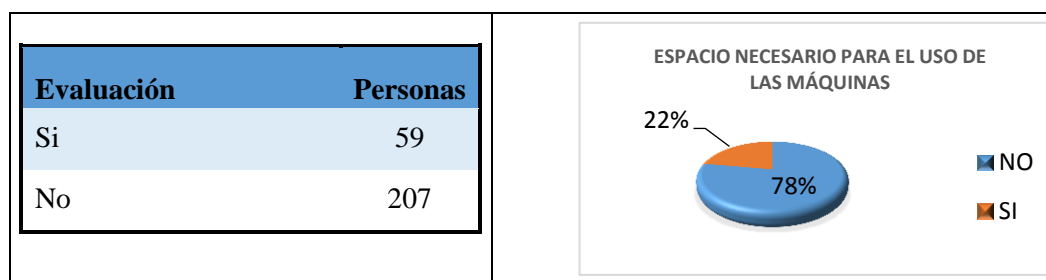 Evaluación Personas
Si 59
No 207
ESPACIO NECESARIO PARA EL USO DE
LAS MÁQUINAS
22%
78%
NO
SI